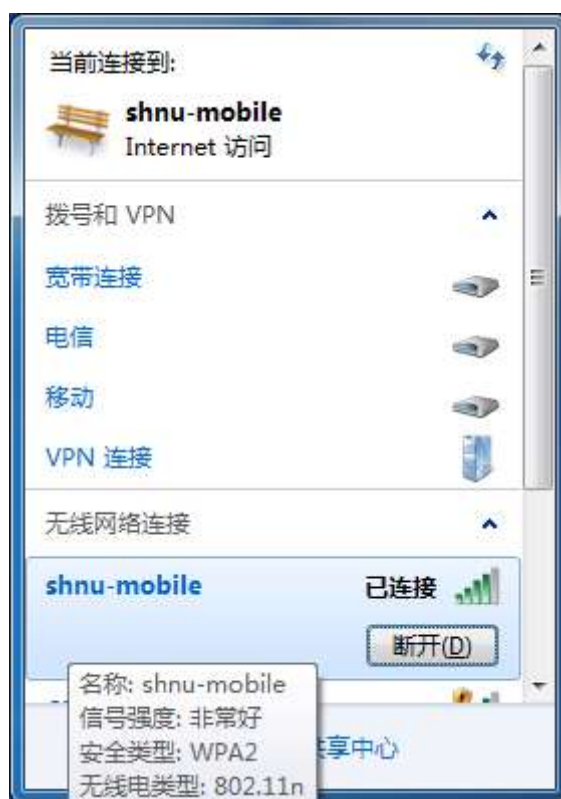 当前连接到:
shnu-mobile
Internet 访问
拨号和 VPN
宽带连接
电信
移动
VPN 连接
无线网络连接
shnu-mobile 已连接
断开(D)
名称: shnu-mobile
信号强度: 非常好
安全类型: WPA2
无线电类型: 802.11n
享中心